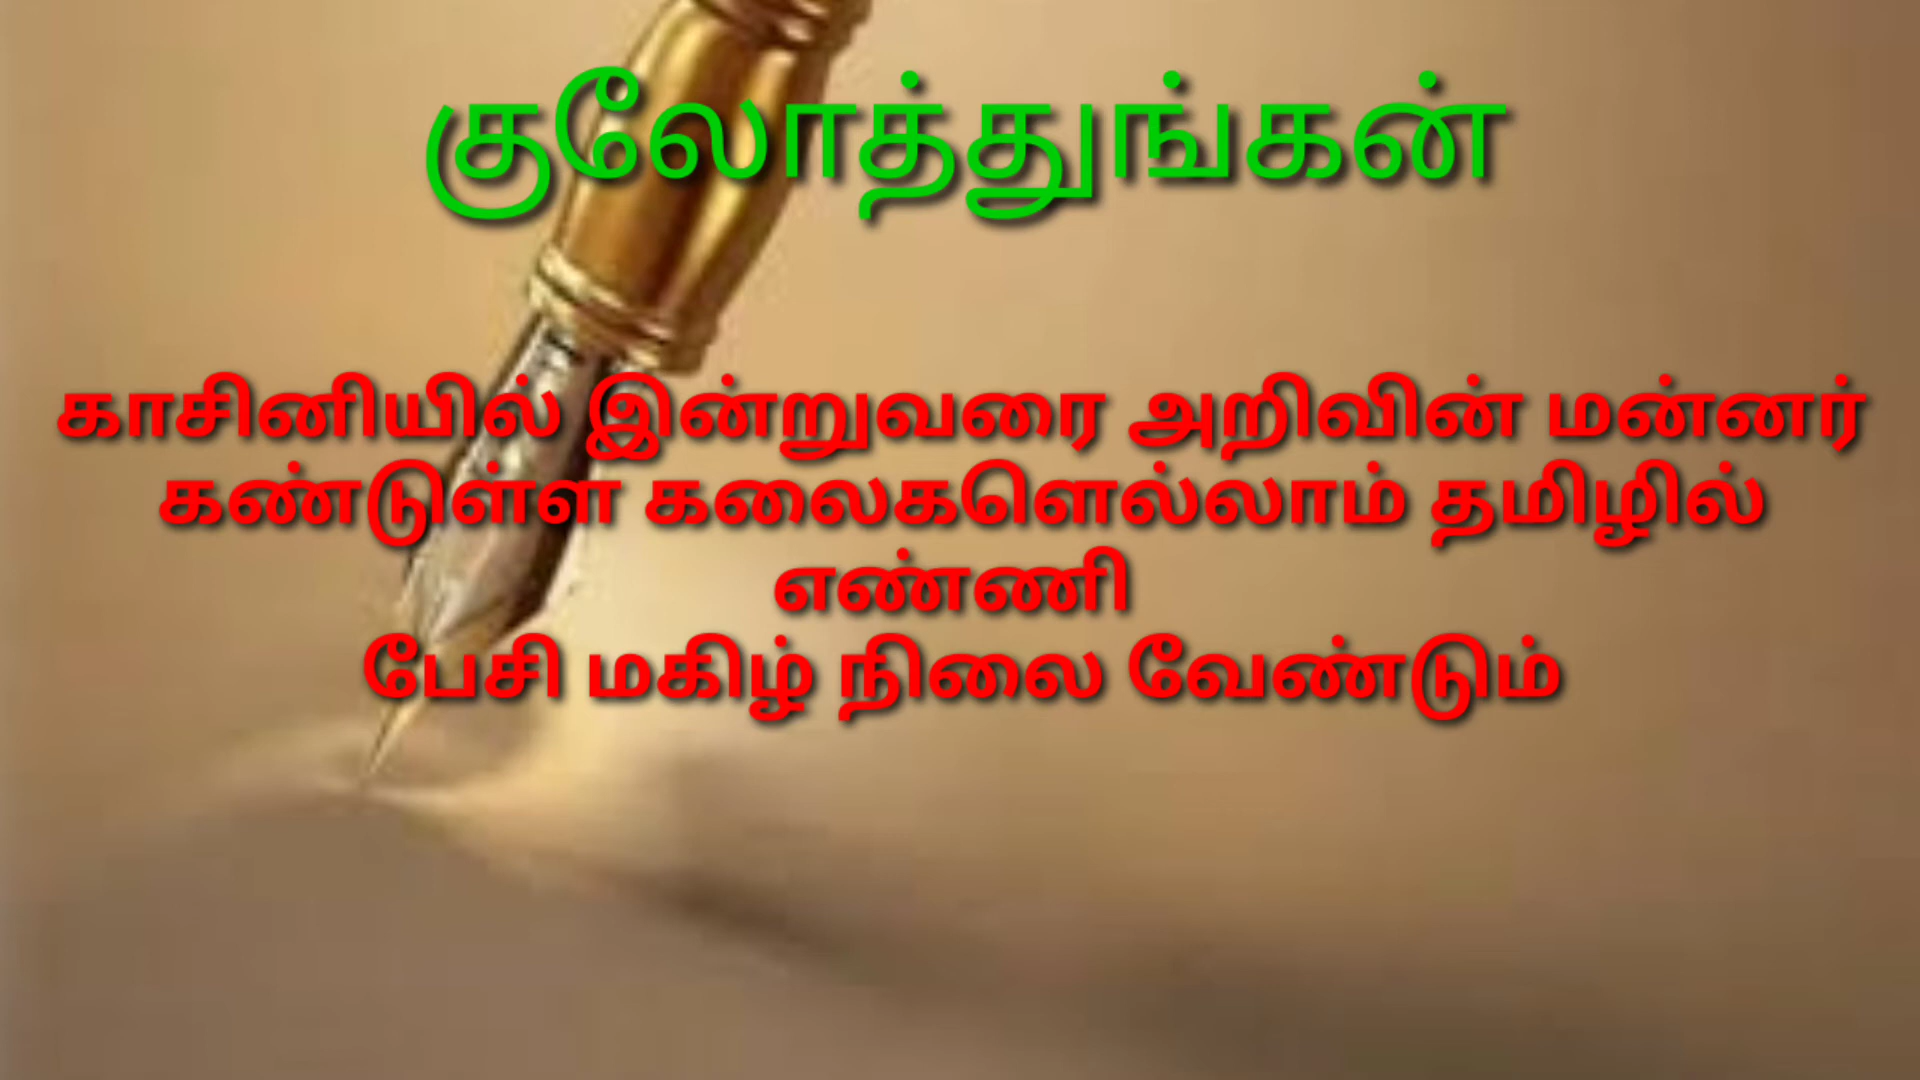 குலோத்துங்கன்
காசினியில் இன்றுவரை அறிவின் மன்னர்
கண்டுள்ள கலைகளெல்லாம் தமிழில்
எண்ணி
பேசி மகிழ் நிலை வேண்டும்